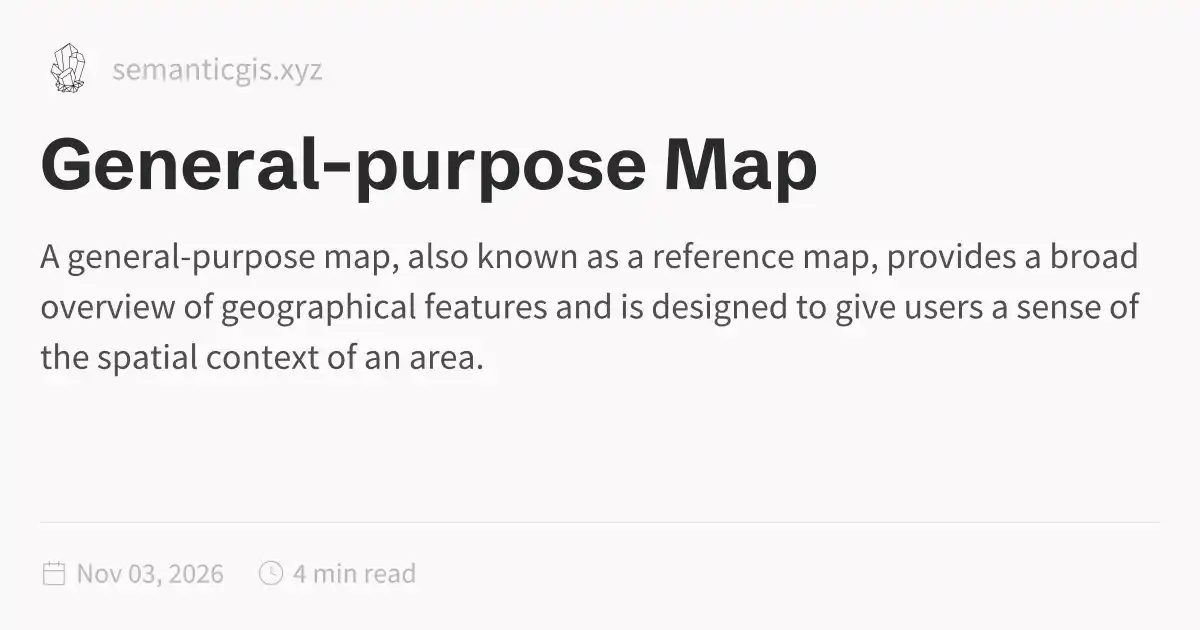 semanticgis.xyz
General-purpose Map
A general-purpose map, also known as a reference map, provides a broad
overview of geographical features and is designed to give users a sense of
the spatial context of an area.
Nov 03, 2026 4 min read